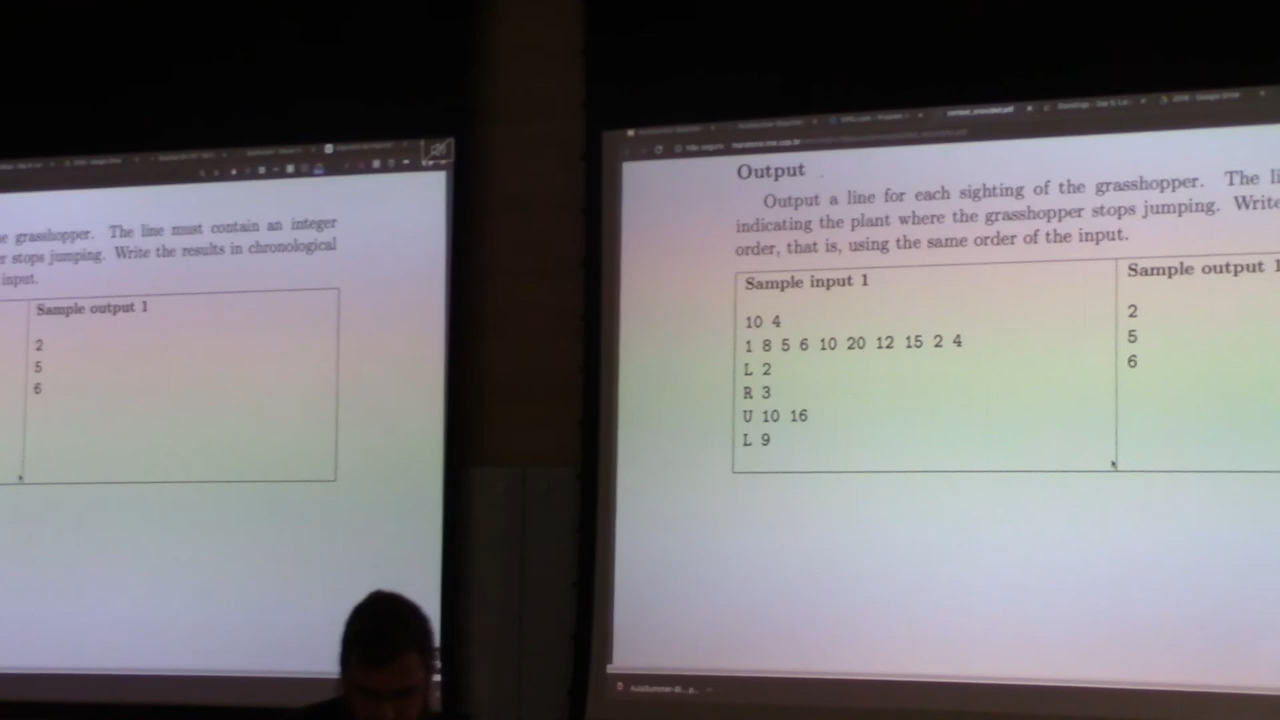 e grasshopper. The line must contain an integer
r stops jumping. Write the results in chronological
input.
Sample output 1
2
5
6
Output
Output a line for each sighting of the grasshopper. The li
indicating the plant where the grasshopper stops jumping. Write
order, that is, using the same order of the input.
Sample input 1
10 4
1 8 5 6 10 20 12 15 2 4
L 2
R 3
U 10 16
L 9
Sample output 1
2
5
6